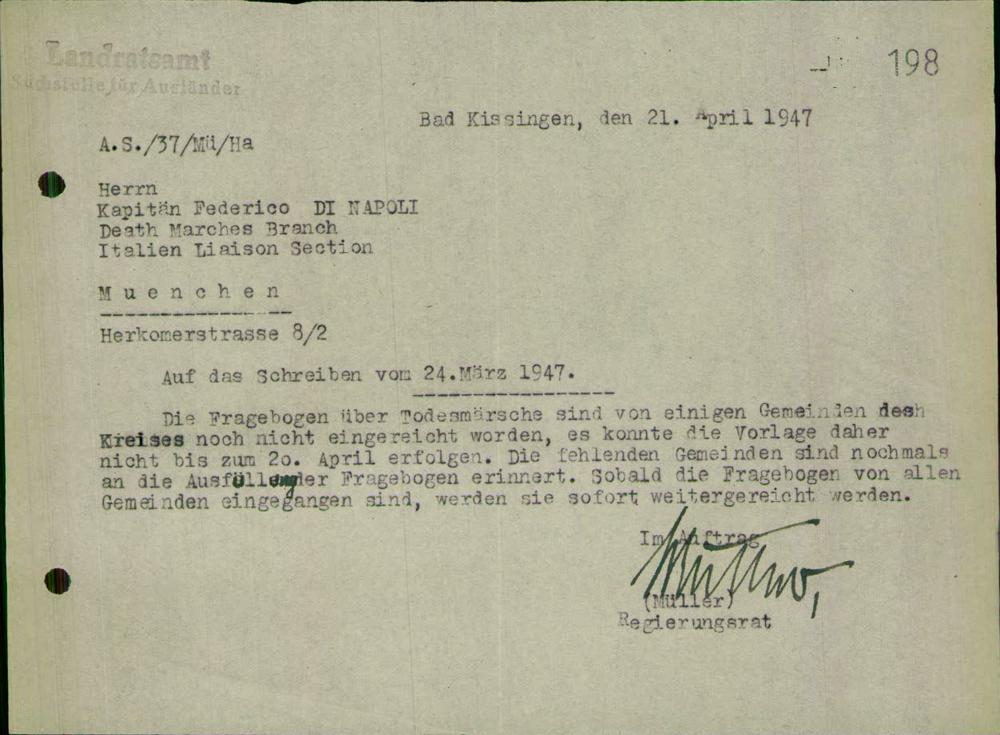 Landratsamt
Suchstelle für Ausländer
198
Bad Kissingen, den 21. April 1947
A.S./37/Mü/Ha
Herrn
Kapitän Federico DI NAPOLI
Death Marches Branch
Italien Liaison Section
M u e n c h e n
Herkomerstrasse 8/2
Auf das Schreiben vom 24.März 1947.
Die Fragebogen über Todesmärsche sind von einigen Gemeinden des
Kreises noch nicht eingereicht worden, es konnte die Vorlage daher
nicht bis zum 2o. April erfolgen. Die fehlenden Gemeinden sind nochmals
an die Ausfüllung der Fragebogen erinnert. Sobald die Fragebogen von allen
Gemeinden eingegangen sind, werden sie sofort weitergereicht werden.
Im Auftrag
(Müller)
Regierungsrat